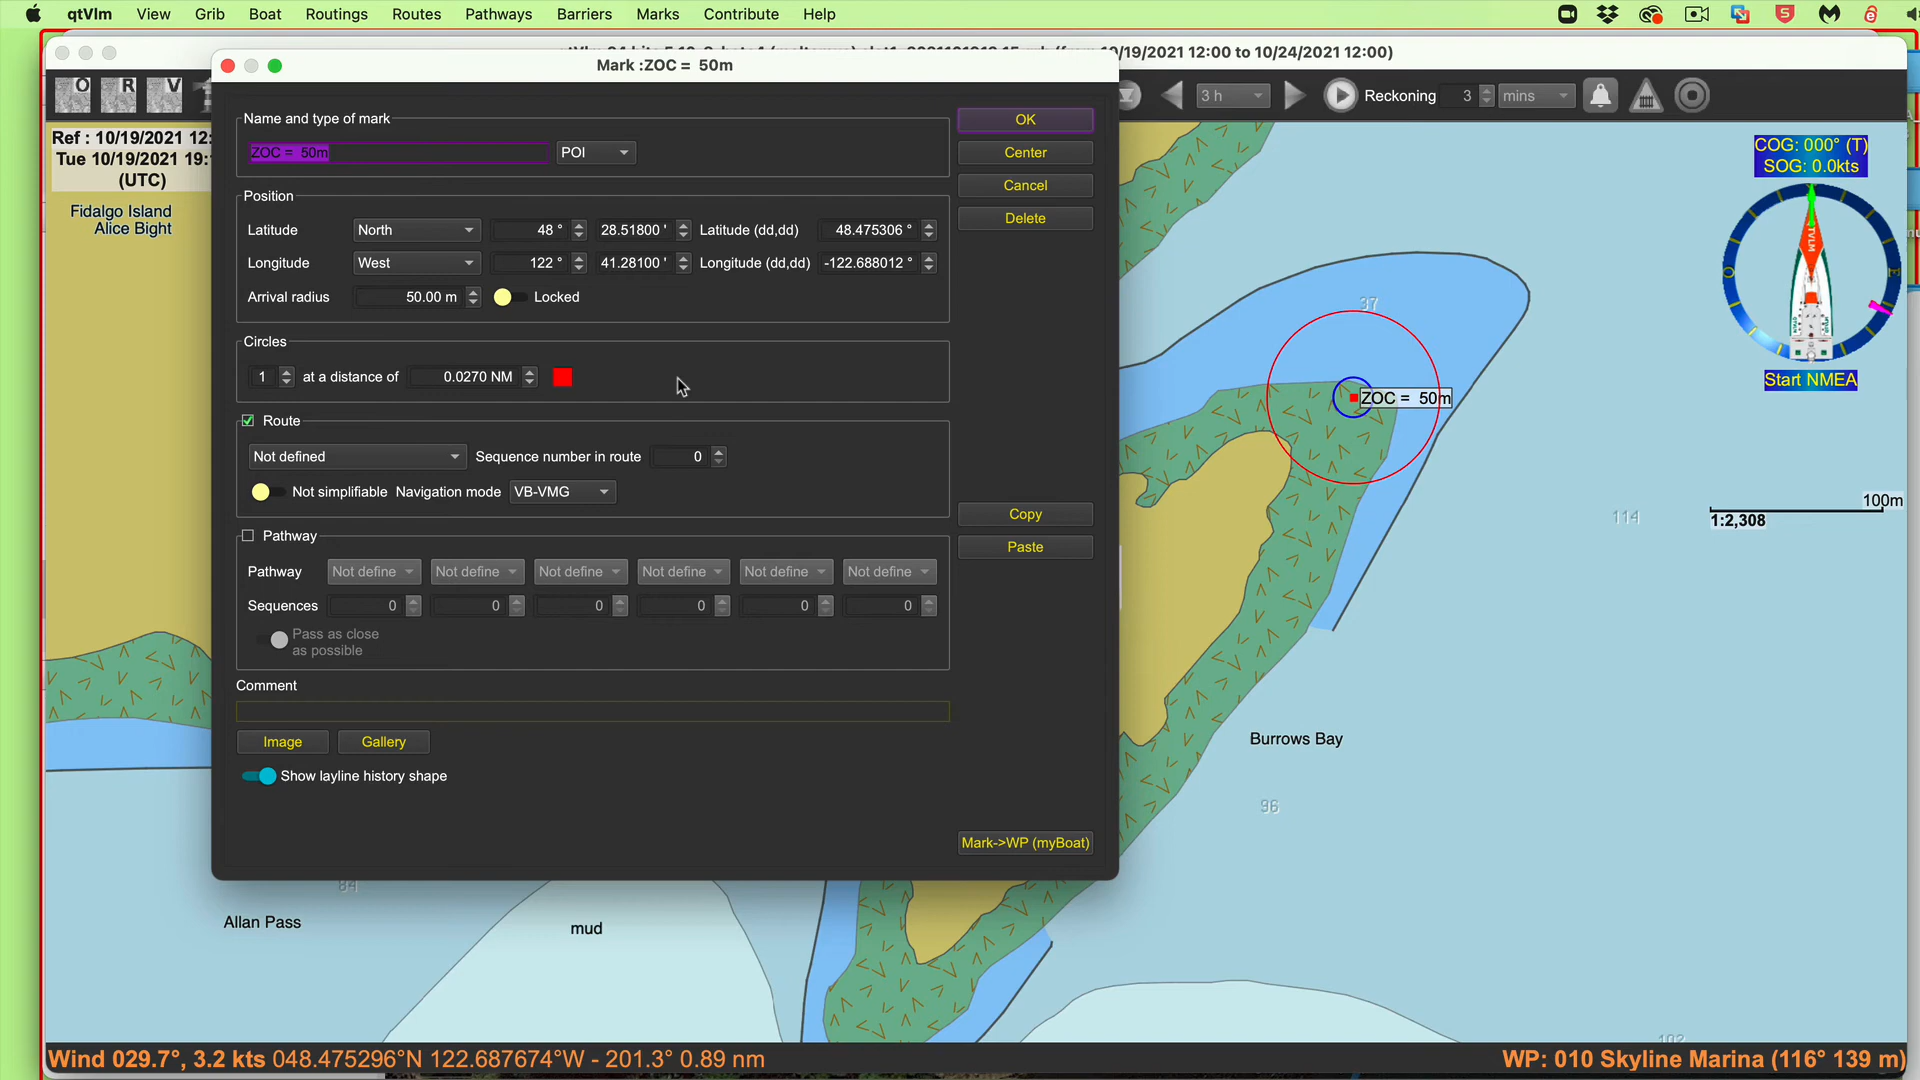 qtVlm View Grib Boat Routings Routes Pathways Barriers Marks Contribute Help
10/19/2021 12:00 to 10/24/2021 12:00)
Mark :ZOC = 50m
O R V
3 h
Reckoning 3 mins
Ref : 10/19/2021 12:
Tue 10/19/2021 19:
(UTC)
Fidalgo Island
Alice Bight
Name and type of mark
ZOC = 50m POI
Position
Latitude North 48 ° 28.51800 ' Latitude (dd,dd) 48.475306 °
Longitude West 122 ° 41.28100 ' Longitude (dd,dd) -122.688012 °
Arrival radius 50.00 m Locked
Circles
1 at a distance of 0.0270 NM
Route
Not defined Sequence number in route 0
Not simplifiable Navigation mode VB-VMG
Pathway
Pathway Not define Not define Not define Not define Not define Not define
Sequences 0 0 0 0 0 0
Pass as close
as possible
Comment
Image Gallery
Show layline history shape
OK
Center
Cancel
Delete
Copy
Paste
Mark->WP (myBoat)
COG: 000° (T)
SOG: 0.0kts
Start NMEA
37
ZOC = 50m
114
100m
1:2,308
Burrows Bay
96
84
Allan Pass
mud
102
Wind 029.7°, 3.2 kts 048.475296°N 122.687674°W - 201.3° 0.89 nm
WP: 010 Skyline Marina (116° 139 m)